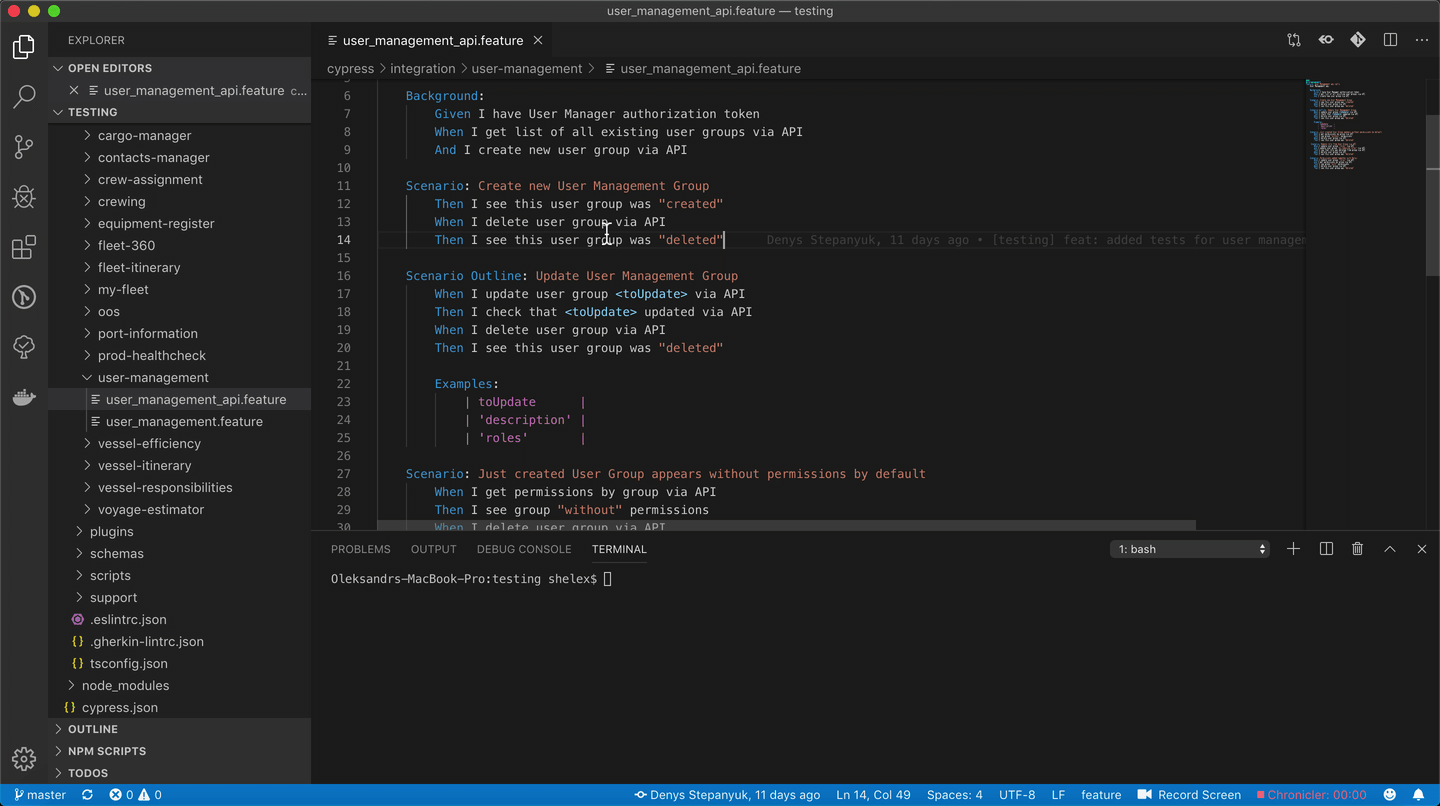 user_management_api.feature — testing
EXPLORER
OPEN EDITORS
user_management_api.feature c...
TESTING
cargo-manager
contacts-manager
crew-assignment
crewing
equipment-register
fleet-360
fleet-itinerary
my-fleet
oos
port-information
prod-healthcheck
user-management
user_management_api.feature
user_management.feature
vessel-efficiency
vessel-itinerary
vessel-responsibilities
voyage-estimator
plugins
schemas
scripts
support
.eslintrc.json
{} .gherkin-lintrc.json
{} tsconfig.json
node_modules
{} cypress.json
OUTLINE
NPM SCRIPTS
TODOS
user_management_api.feature
cypress > integration > user-management > user_management_api.feature
6 Background:
7 Given I have User Manager authorization token
8 When I get list of all existing user groups via API
9 And I create new user group via API
10
11 Scenario: Create new User Management Group
12 Then I see this user group was "created"
13 When I delete user group via API
14 Then I see this user group was "deleted" Denys Stepanyuk, 11 days ago • [testing] feat: added tests for user managem
15
16 Scenario Outline: Update User Management Group
17 When I update user group <toUpdate> via API
18 Then I check that <toUpdate> updated via API
19 When I delete user group via API
20 Then I see this user group was "deleted"
21
22 Examples:
23 | toUpdate |
24 | 'description' |
25 | 'roles' |
26
27 Scenario: Just created User Group appears without permissions by default
28 When I get permissions by group via API
29 Then I see group "without" permissions
30 When I delete user group via API
PROBLEMS OUTPUT DEBUG CONSOLE TERMINAL 1: bash
Oleksandrs-MacBook-Pro:testing shelex$
master 0 0 Denys Stepanyuk, 11 days ago Ln 14, Col 49 Spaces: 4 UTF-8 LF feature Record Screen Chronicler: 00:00